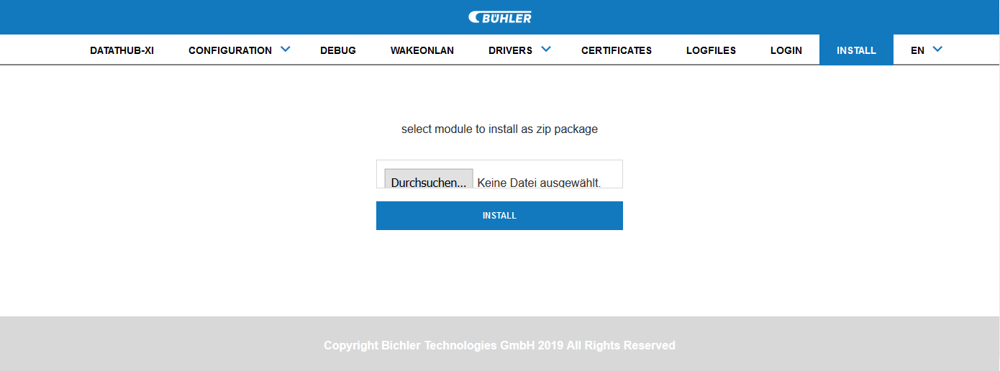 BÜHLER
DATATHUB-XI CONFIGURATION DEBUG WAKEONLAN DRIVERS CERTIFICATES LOGFILES LOGIN INSTALL EN
select module to install as zip package
Durchsuchen... Keine Datei ausgewählt.
INSTALL
Copyright Bichler Technologies GmbH 2019 All Rights Reserved